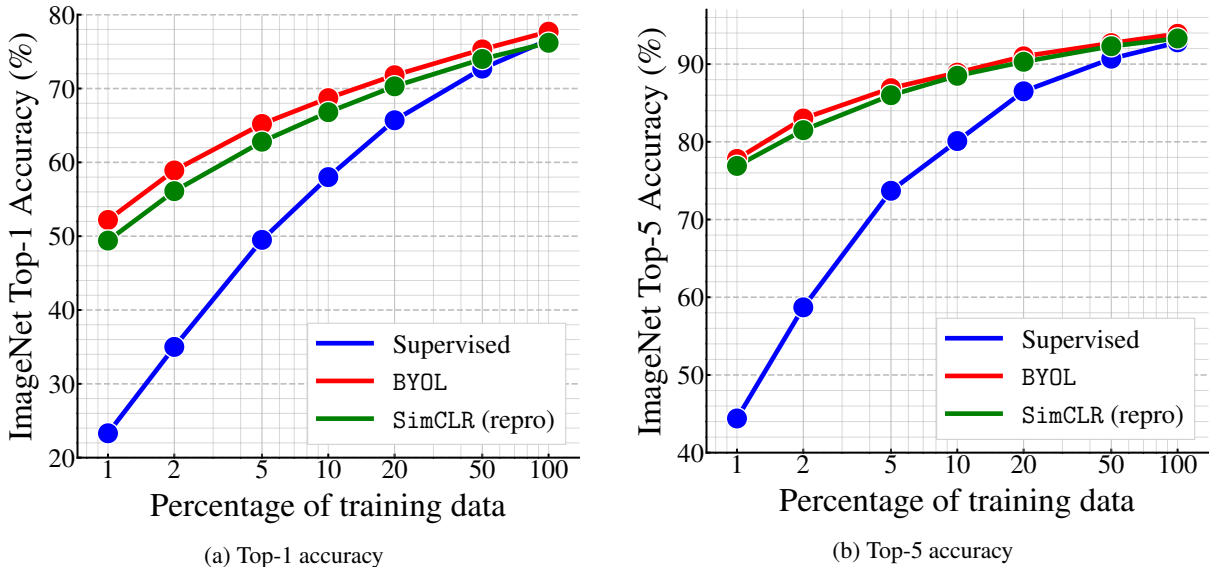 80
70
60
50
40
30
20
ImageNet Top-1 Accuracy (%)
Supervised
BYOL
SimCLR (repro)
1 2 5 10 20 50 100
Percentage of training data
(a) Top-1 accuracy
90
80
70
60
50
40
ImageNet Top-5 Accuracy (%)
Supervised
BYOL
SimCLR (repro)
1 2 5 10 20 50 100
Percentage of training data
(b) Top-5 accuracy